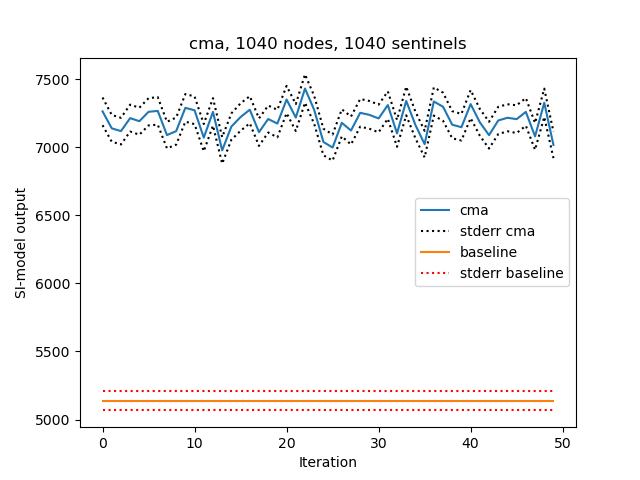 cma, 1040 nodes, 1040 sentinels
7500
7000
6500
6000
5500
5000
SI-model output
cma
stderr cma
baseline
stderr baseline
0 10 20 30 40 50
Iteration